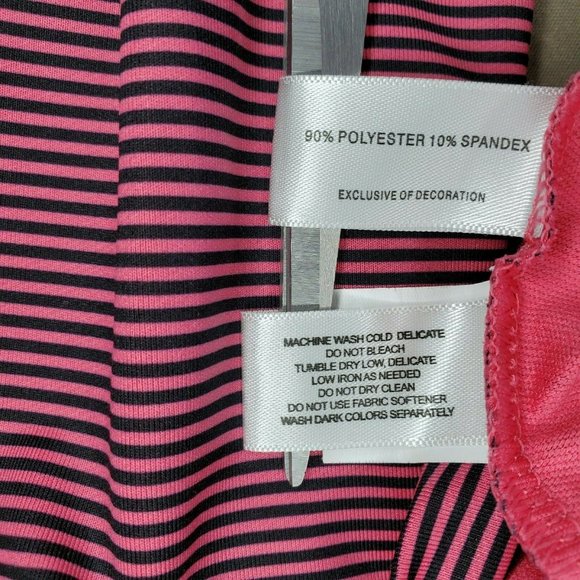 90% POLYESTER 10% SPANDEX
EXCLUSIVE OF DECORATION
MACHINE WASH COLD DELICATE
DO NOT BLEACH
TUMBLE DRY LOW, DELICATE
LOW IRON AS NEEDED
DO NOT DRY CLEAN
DO NOT USE FABRIC SOFTENER
WASH DARK COLORS SEPARATELY